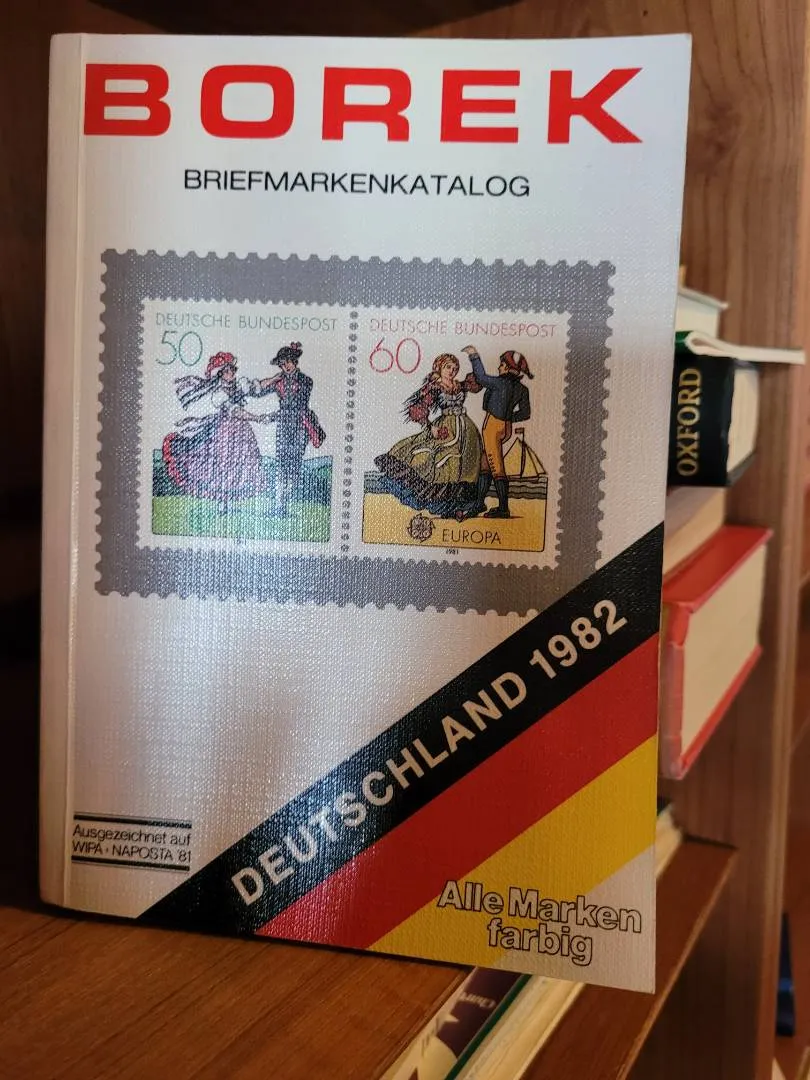 BOREK
BRIEFMARKENKATALOG
DEUTSCHE BUNDESPOST
50
DEUTSCHE BUNDESPOST
60
EUROPA
1981
OXFORD
DEUTSCHLAND 1982
Ausgezeichnet auf
WIPA · NAPOSTA '81
Alle Marken
farbig